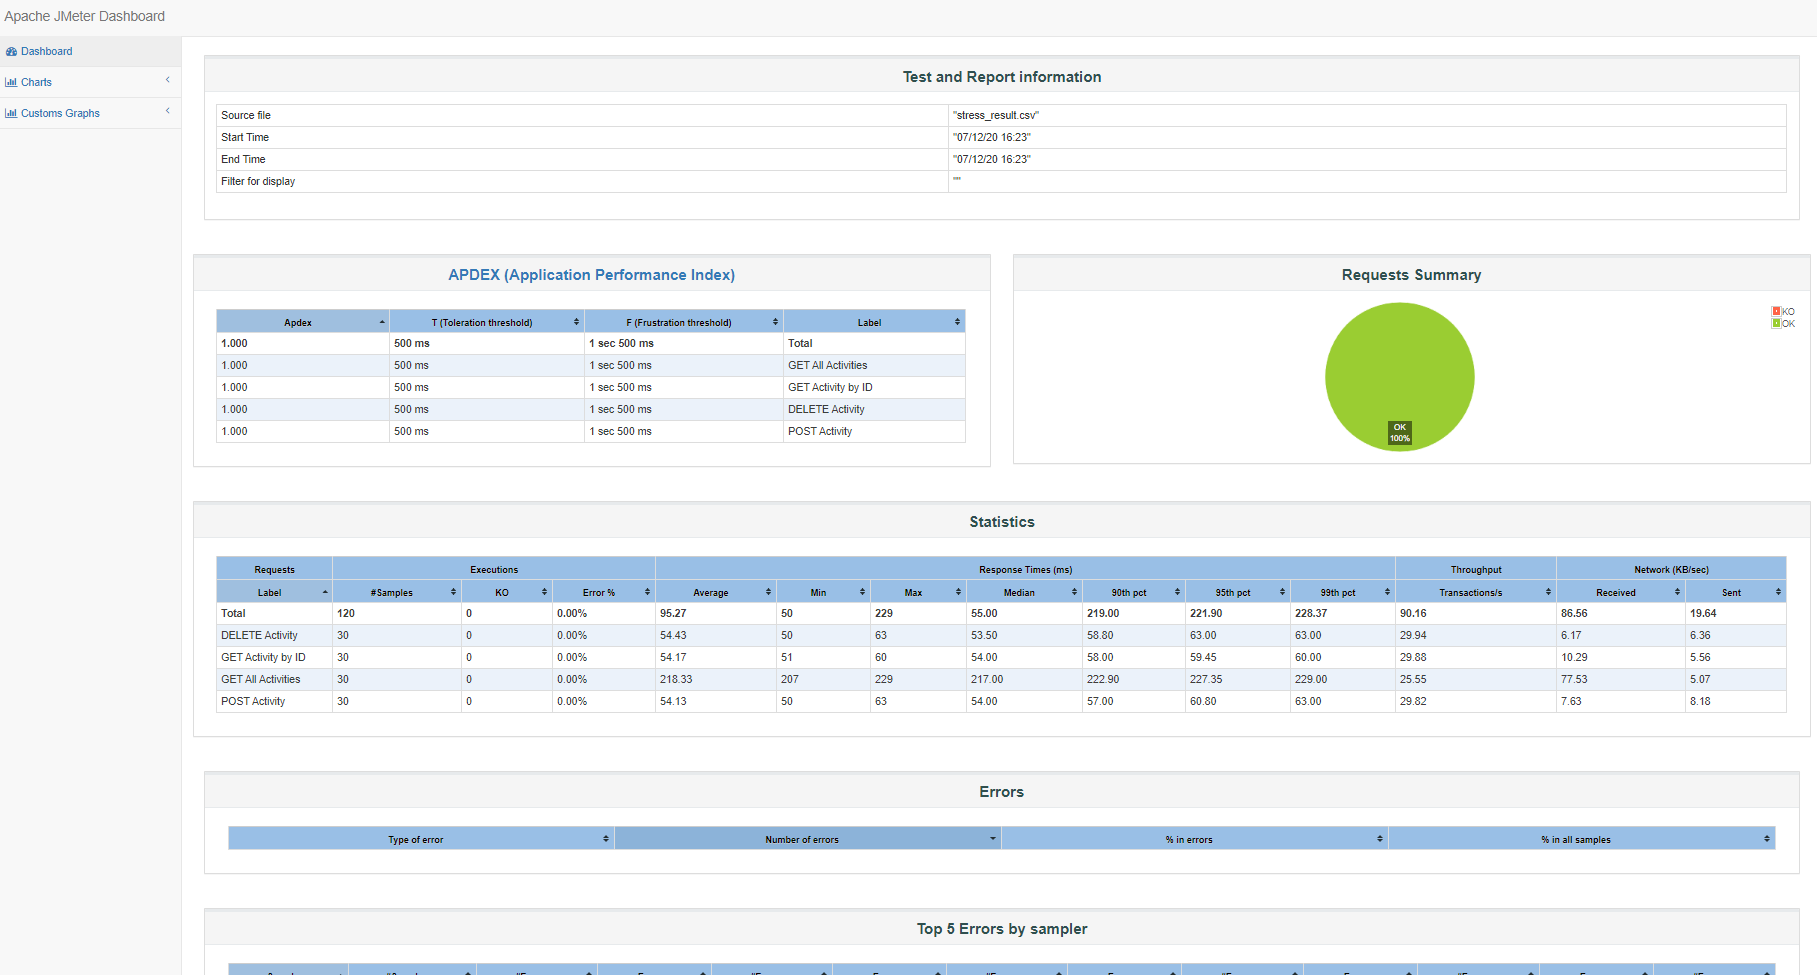 Apache JMeter Dashboard
Dashboard
Charts
Customs Graphs
Test and Report information
Source file "stress_result.csv"
Start Time "07/12/20 16:23"
End Time "07/12/20 16:23"
Filter for display ""
APDEX (Application Performance Index)
Apdex T (Toleration threshold) F (Frustration threshold) Label
1.000 500 ms 1 sec 500 ms Total
1.000 500 ms 1 sec 500 ms GET All Activities
1.000 500 ms 1 sec 500 ms GET Activity by ID
1.000 500 ms 1 sec 500 ms DELETE Activity
1.000 500 ms 1 sec 500 ms POST Activity
Requests Summary
KO
OK
OK
100%
Statistics
Requests Executions Response Times (ms) Throughput Network (KB/sec)
Label #Samples KO Error % Average Min Max Median 90th pct 95th pct 99th pct Transactions/s Received Sent
Total 120 0 0.00% 95.27 50 229 55.00 219.00 221.90 228.37 90.16 86.56 19.64
DELETE Activity 30 0 0.00% 54.43 50 63 53.50 58.80 63.00 63.00 29.94 6.17 6.36
GET Activity by ID 30 0 0.00% 54.17 51 60 54.00 58.00 59.45 60.00 29.88 10.29 5.56
GET All Activities 30 0 0.00% 218.33 207 229 217.00 222.90 227.35 229.00 25.55 77.53 5.07
POST Activity 30 0 0.00% 54.13 50 63 54.00 57.00 60.80 63.00 29.82 7.63 8.18
Errors
Type of error Number of errors % in errors % in all samples
Top 5 Errors by sampler